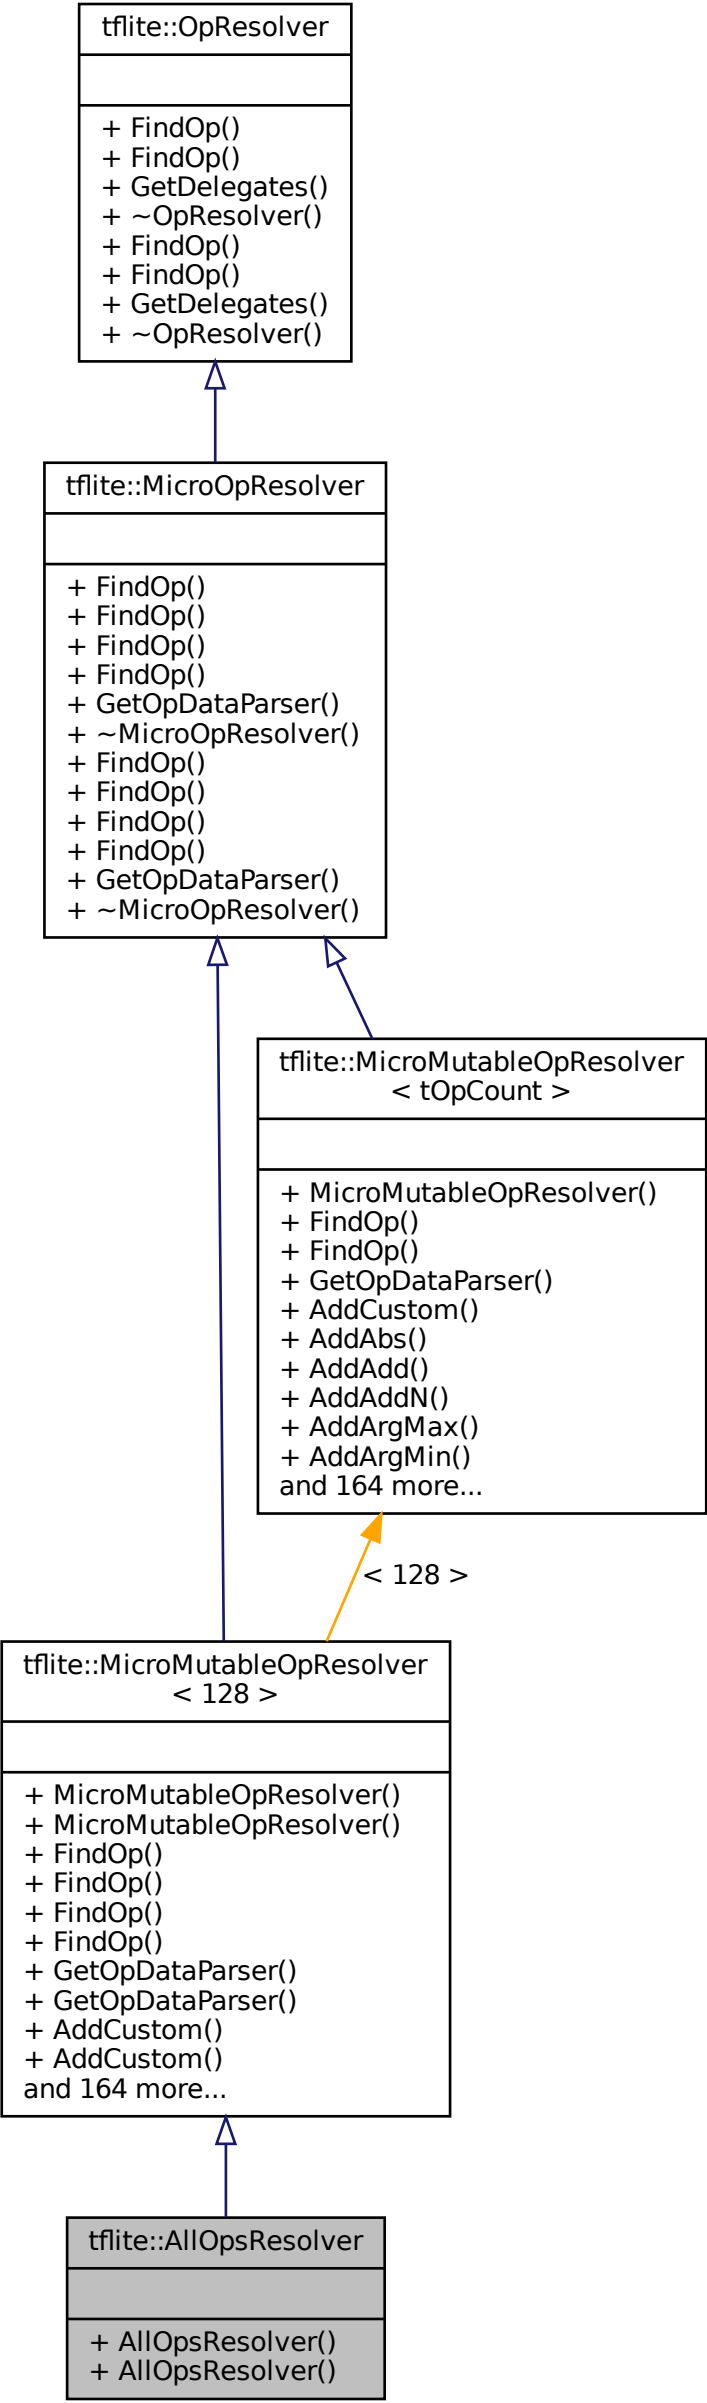 tflite::OpResolver
+ FindOp()
+ FindOp()
+ GetDelegates()
+ ~OpResolver()
+ FindOp()
+ FindOp()
+ GetDelegates()
+ ~OpResolver()
tflite::MicroOpResolver
+ FindOp()
+ FindOp()
+ FindOp()
+ FindOp()
+ GetOpDataParser()
+ ~MicroOpResolver()
+ FindOp()
+ FindOp()
+ FindOp()
+ FindOp()
+ GetOpDataParser()
+ ~MicroOpResolver()
tflite::MicroMutableOpResolver
< tOpCount >
+ MicroMutableOpResolver()
+ FindOp()
+ FindOp()
+ GetOpDataParser()
+ AddCustom()
+ AddAbs()
+ AddAdd()
+ AddAddN()
+ AddArgMax()
+ AddArgMin()
and 164 more...
< 128 >
tflite::MicroMutableOpResolver
< 128 >
+ MicroMutableOpResolver()
+ MicroMutableOpResolver()
+ FindOp()
+ FindOp()
+ FindOp()
+ FindOp()
+ GetOpDataParser()
+ GetOpDataParser()
+ AddCustom()
+ AddCustom()
and 164 more...
tflite::AllOpsResolver
+ AllOpsResolver()
+ AllOpsResolver()